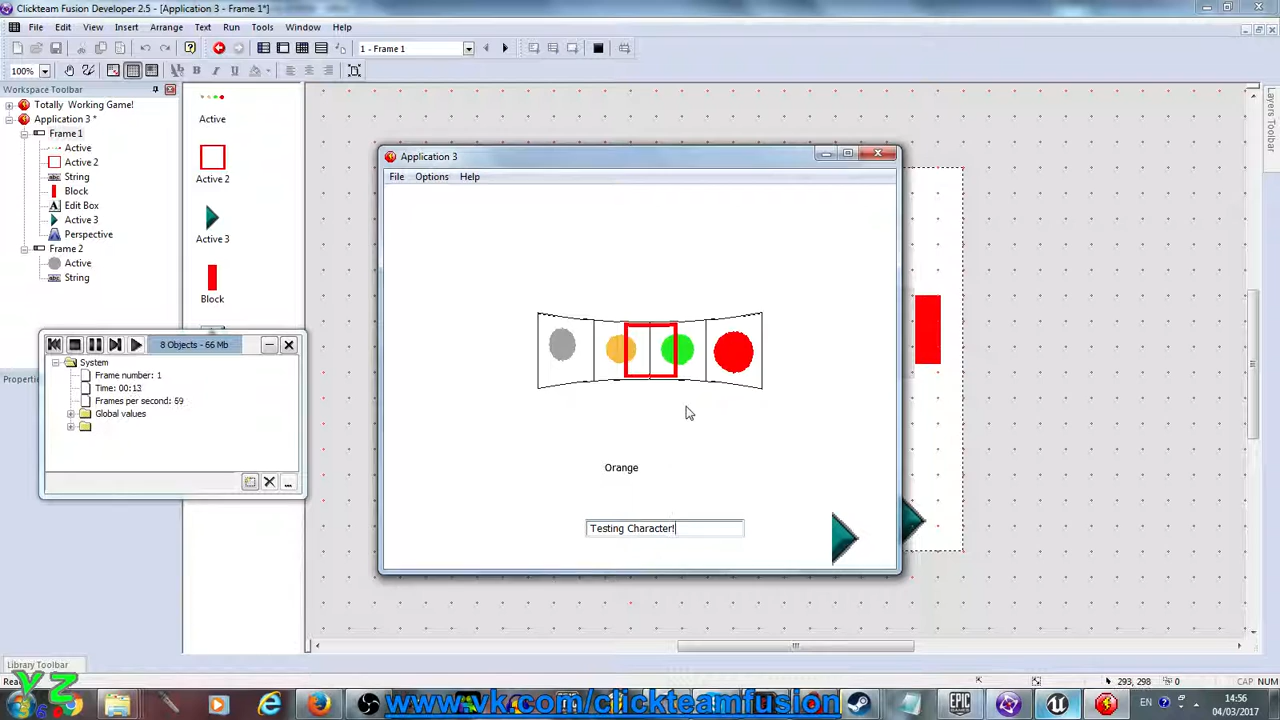 Clickteam Fusion Developer 2.5 - [Application 3 - Frame 1*]
File Edit View Insert Arrange Text Run Tools Window Help
1 - Frame 1
100%
Workspace Toolbar
Totally Working Game!
Application 3 *
Frame 1
Active
Active 2
String
Block
Edit Box
Active 3
Perspective
Frame 2
Active
String
Active
Active 2
Active 3
Block
Layers Toolbar
Application 3
File Options Help
Orange
Testing Character!
8 Objects - 66 Mb
System
Frame number: 1
Time: 00:13
Frames per second: 59
Global values
Library Toolbar
293, 298
0
CAP NUM
YZ
www.vk.com/clickteamfusion
14:56
04/03/2017